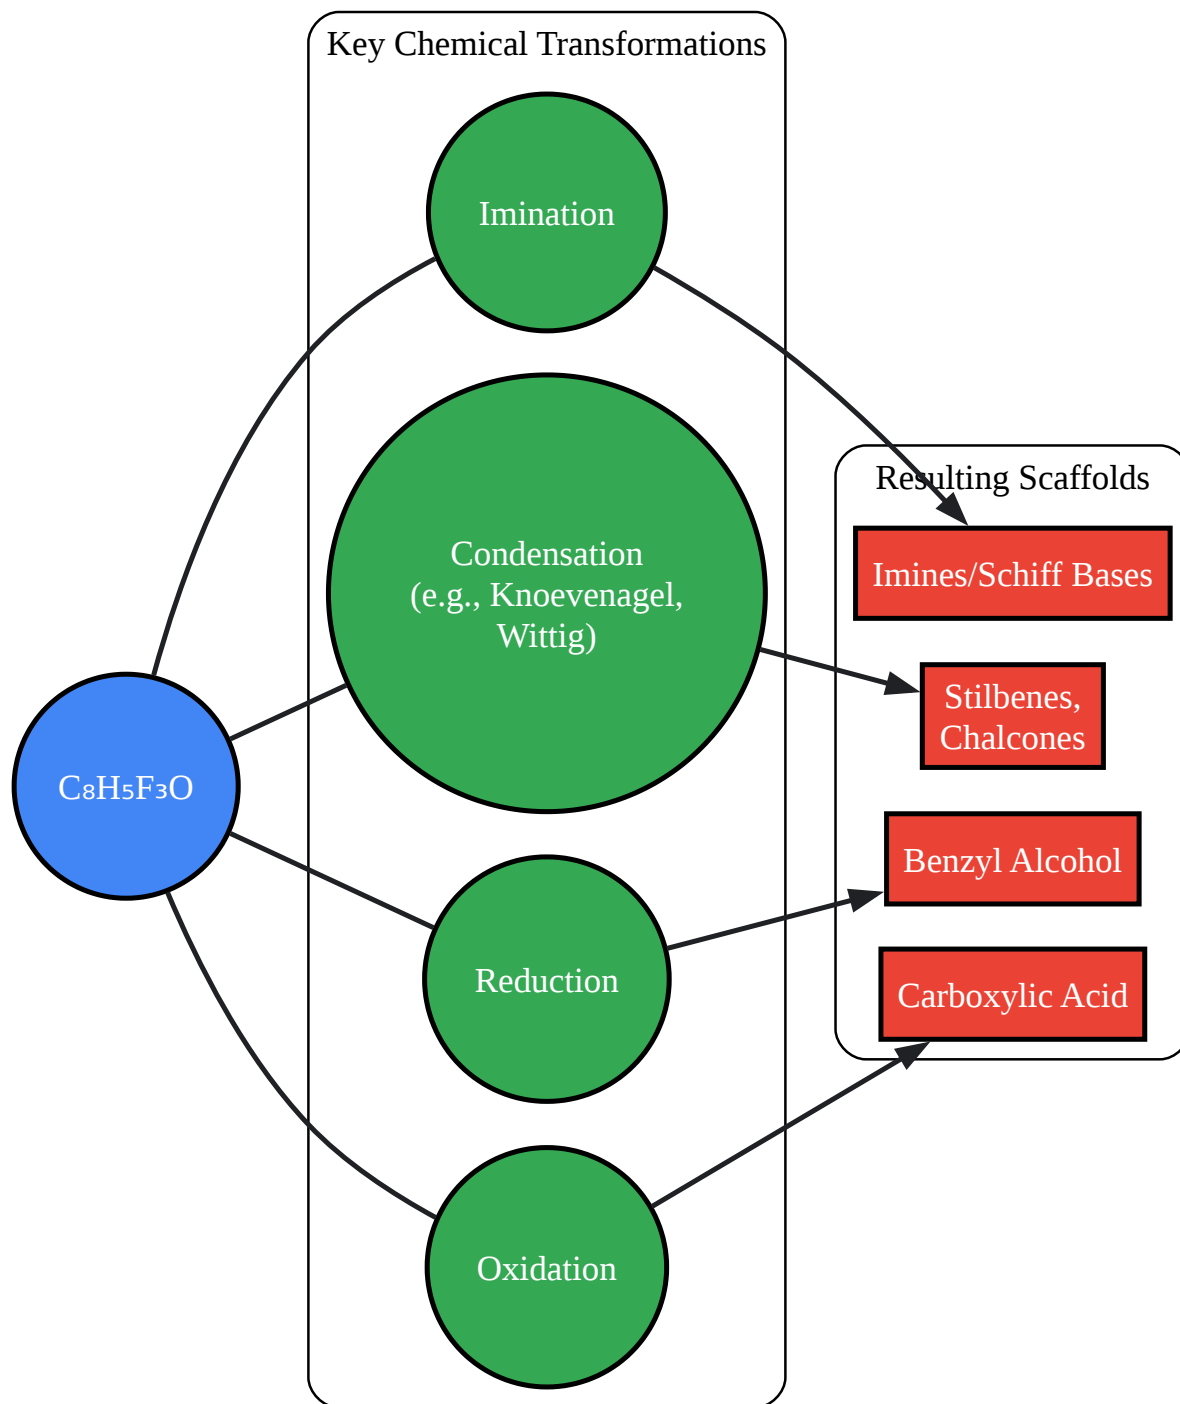 Key Chemical Transformations
Imination
Condensation
(e.g., Knoevenagel,
Wittig)
Reduction
Oxidation
C₈H₅F₃O
Resulting Scaffolds
Imines/Schiff Bases
Stilbenes,
Chalcones
Benzyl Alcohol
Carboxylic Acid